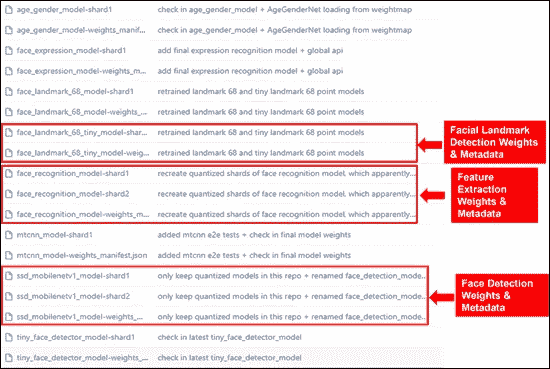 age_gender_model-shard1 check in age_gender_model + AgeGenderNet loading from weightmap
age_gender_model-weights_manif... check in age_gender_model + AgeGenderNet loading from weightmap
face_expression_model-shard1 add final expression recognition model + global api
face_expression_model-weights_m... add final expression recognition model + global api
face_landmark_68_model-shard1 retrained landmark 68 and tiny landmark 68 point models
face_landmark_68_model-weights_... retrained landmark 68 and tiny landmark 68 point models
face_landmark_68_tiny_model-shar... retrained landmark 68 and tiny landmark 68 point models
face_landmark_68_tiny_model-weig... retrained landmark 68 and tiny landmark 68 point models
Facial Landmark
Detection Weights
& Metadata
face_recognition_model-shard1 recreate quantized shards of face recognition model, which apparently...
face_recognition_model-shard2 recreate quantized shards of face recognition model, which apparently...
face_recognition_model-weights_m... recreate quantized shards of face recognition model, which apparently...
Feature
Extraction
Weights &
Metadata
mtcnn_model-shard1 added mtcnn e2e tests + check in final model weights
mtcnn_model-weights_manifest.json added mtcnn e2e tests + check in final model weights
ssd_mobilenetv1_model-shard1 only keep quantized models in this repo + renamed face_detection_mode...
ssd_mobilenetv1_model-shard2 only keep quantized models in this repo + renamed face_detection_mode...
ssd_mobilenetv1_model-weights_... only keep quantized models in this repo + renamed face_detection_mode...
Face Detection
Weights &
Metadata
tiny_face_detector_model-shard1 check in latest tiny_face_detector_model
tiny_face_detector_model-weights_... check in latest tiny_face_detector_model